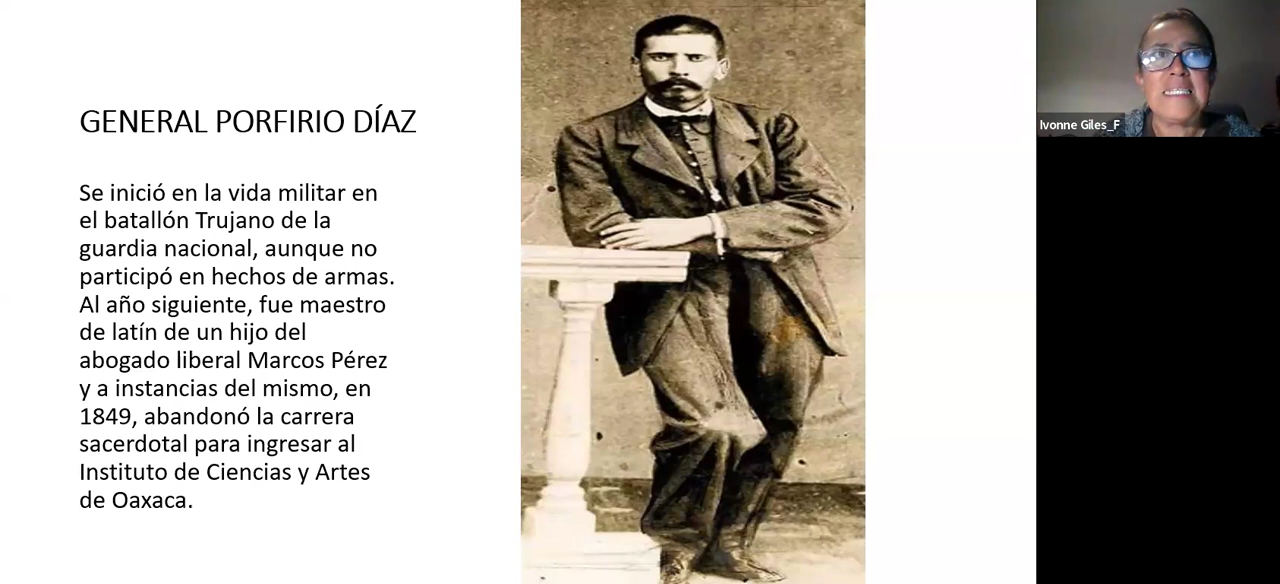 GENERAL PORFIRIO DÍAZ
Se inició en la vida militar en
el batallón Trujano de la
guardia nacional, aunque no
participó en hechos de armas.
Al año siguiente, fue maestro
de latín de un hijo del
abogado liberal Marcos Pérez
y a instancias del mismo, en
1849, abandonó la carrera
sacerdotal para ingresar al
Instituto de Ciencias y Artes
de Oaxaca.
Ivonne Giles_F